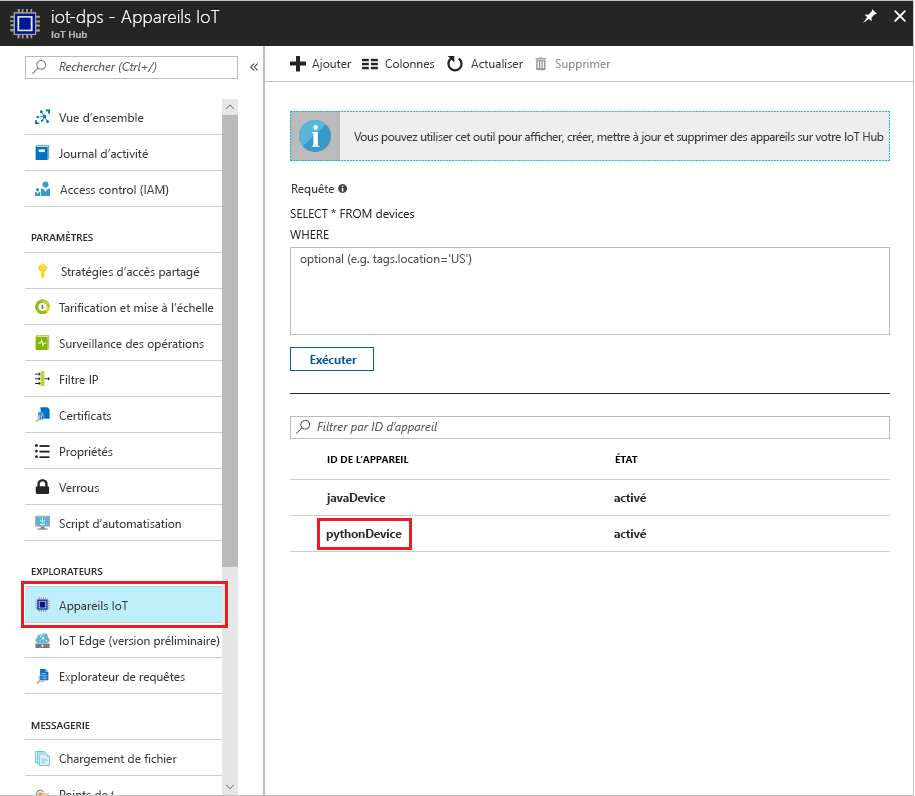 iot-dps - Appareils IoT
IoT Hub
Rechercher (Ctrl+/)
«
Vue d'ensemble
Journal d'activité
Access control (IAM)
PARAMÈTRES
Stratégies d'accès partagé
Tarification et mise à l'échelle
Surveillance des opérations
Filtre IP
Certificats
Propriétés
Verrous
Script d'automatisation
EXPLORATEURS
Appareils IoT
IoT Edge (version préliminaire)
Explorateur de requêtes
MESSAGERIE
Chargement de fichier
Points de
Ajouter Colonnes Actualiser Supprimer
Vous pouvez utiliser cet outil pour afficher, créer, mettre à jour et supprimer des appareils sur votre IoT Hub
Requête
SELECT * FROM devices
WHERE
optional (e.g. tags.location='US')
Exécuter
Filtrer par ID d'appareil
ID DE L'APPAREIL ÉTAT
javaDevice activé
pythonDevice activé